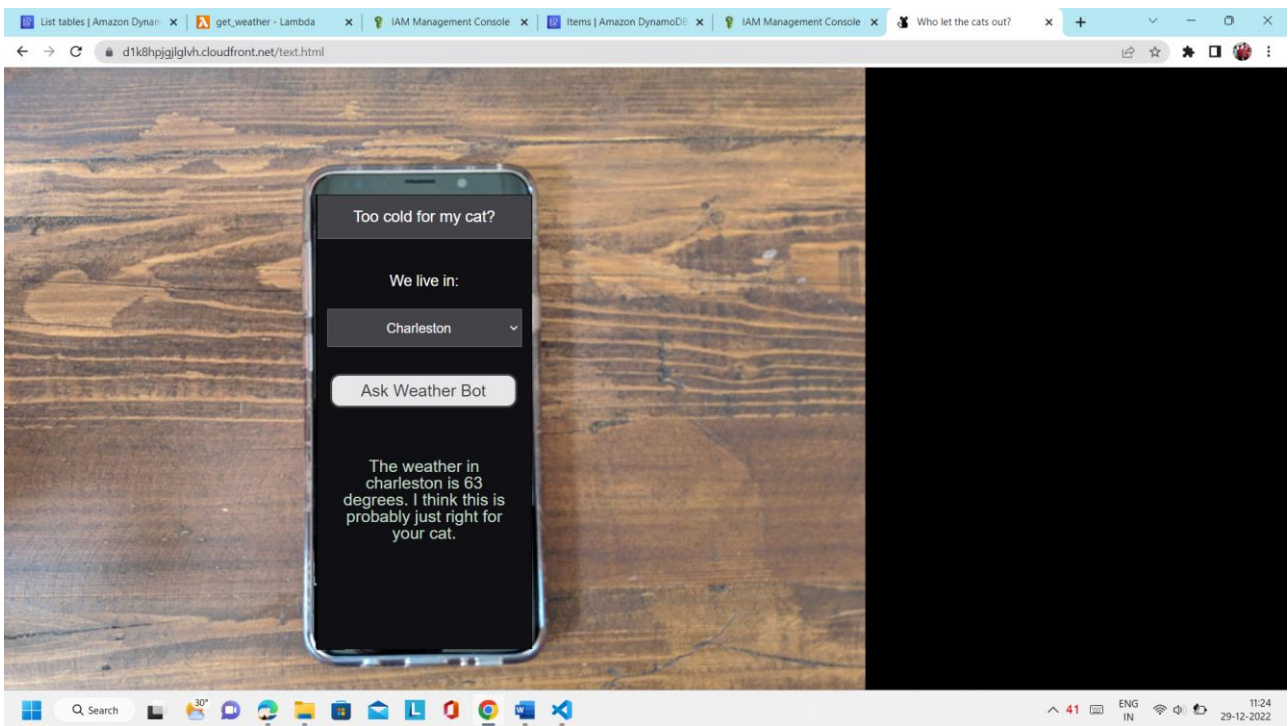 List tables | Amazon Dynam
get_weather - Lambda
IAM Management Console
Items | Amazon DynamoDB
IAM Management Console
Who let the cats out?
d1k8hpjgjlglvh.cloudfront.net/text.html
Too cold for my cat?
We live in:
Charleston
Ask Weather Bot
The weather in
charleston is 63
degrees. I think this is
probably just right for
your cat.
30°
Search
41
ENG
IN
11:24
29-12-2022